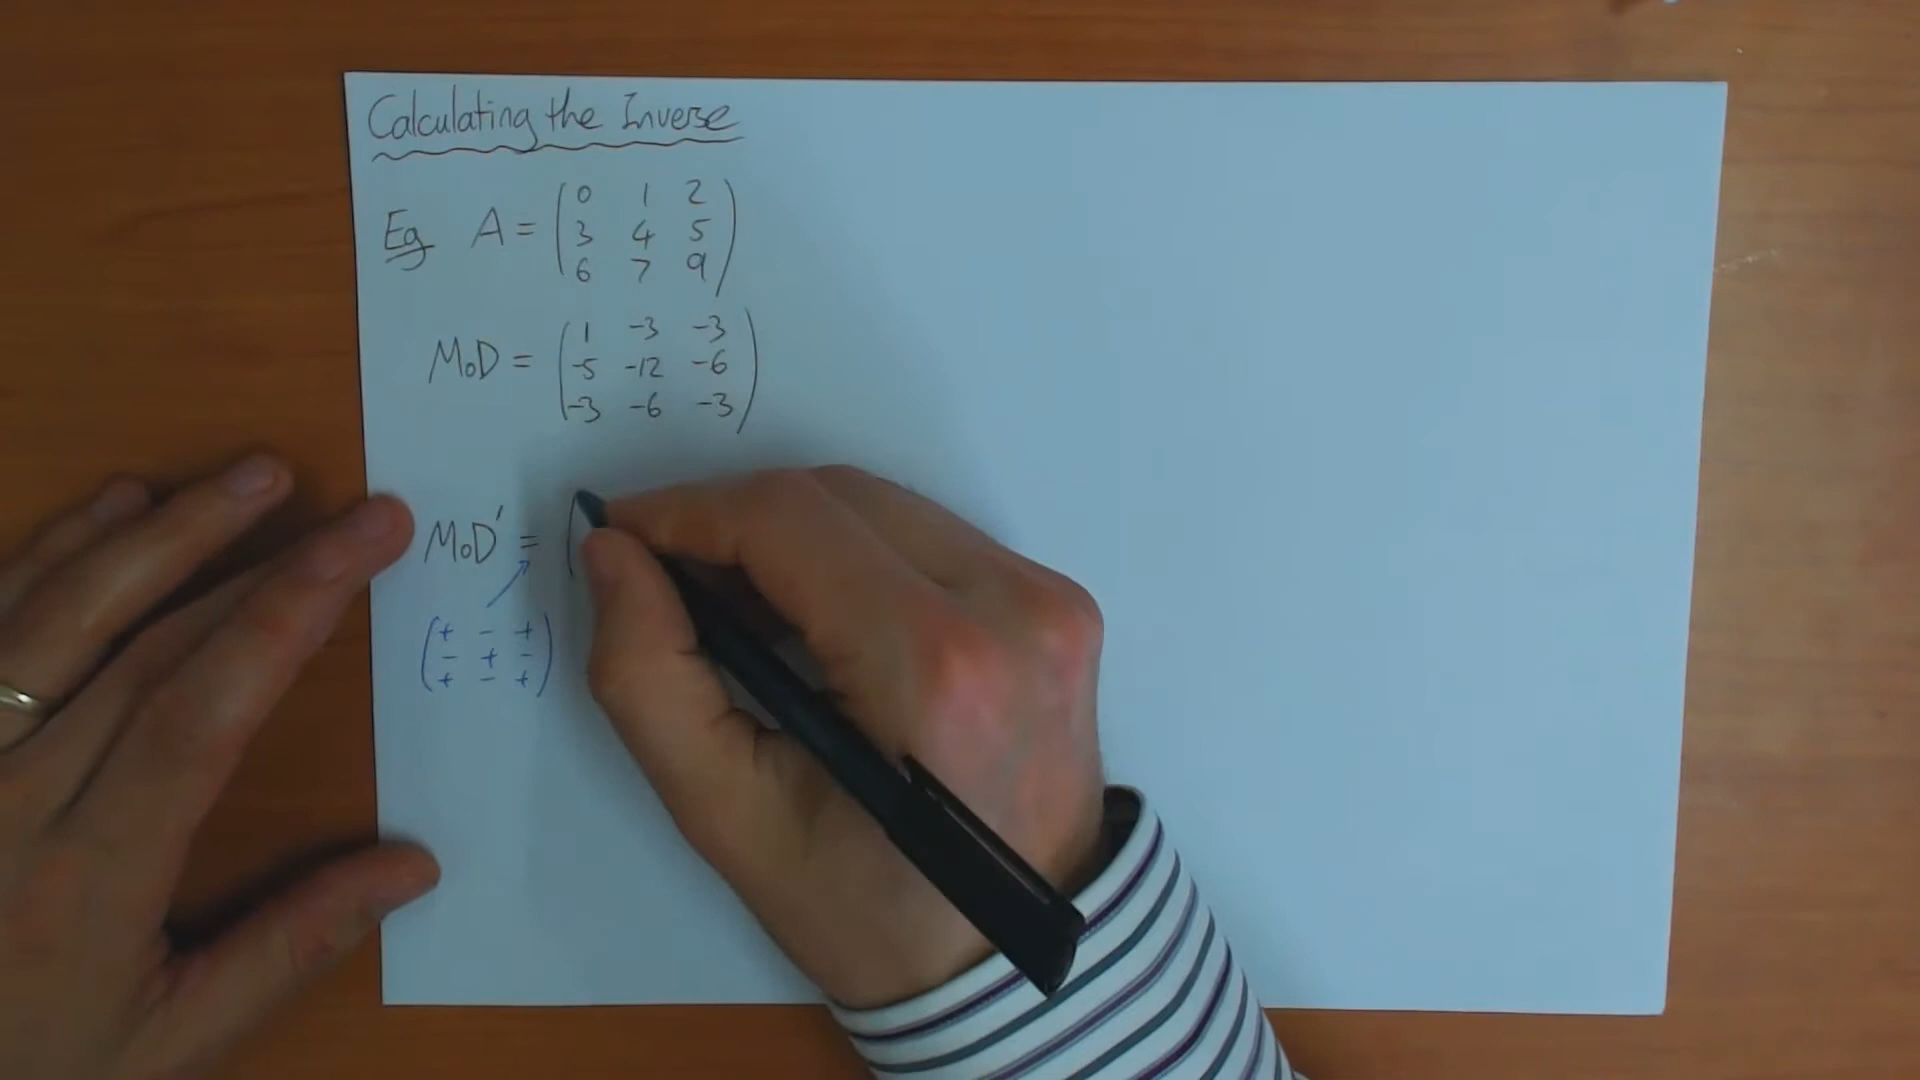 Calculating the Inverse
Eg A = (0 1 2
3 4 5
6 7 9)
MoD = (1 -3 -3
-5 -12 -6
-3 -6 -3)
MoD' = (
(+ - +
- + -
+ - +)